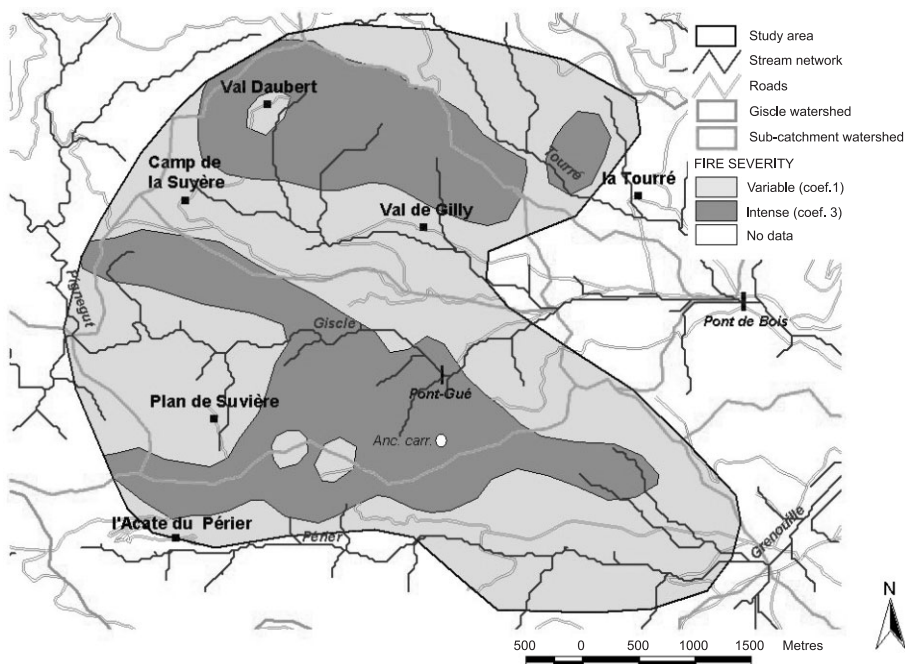 Study area
Stream network
Roads
Giscle watershed
Sub-catchment watershed
FIRE SEVERITY
Variable (coef.1)
Intense (coef. 3)
No data
Val Daubert
Camp de
la Suyère
Val de Gilly
Tourré
la Tourré
Pignegut
Giscle
Pont de Bois
Pont-Gué
Plan de Suvière
Anc. carr.
l'Acate du Périer
Périer
Grenouille
N
500 0 500 1000 1500 Metres